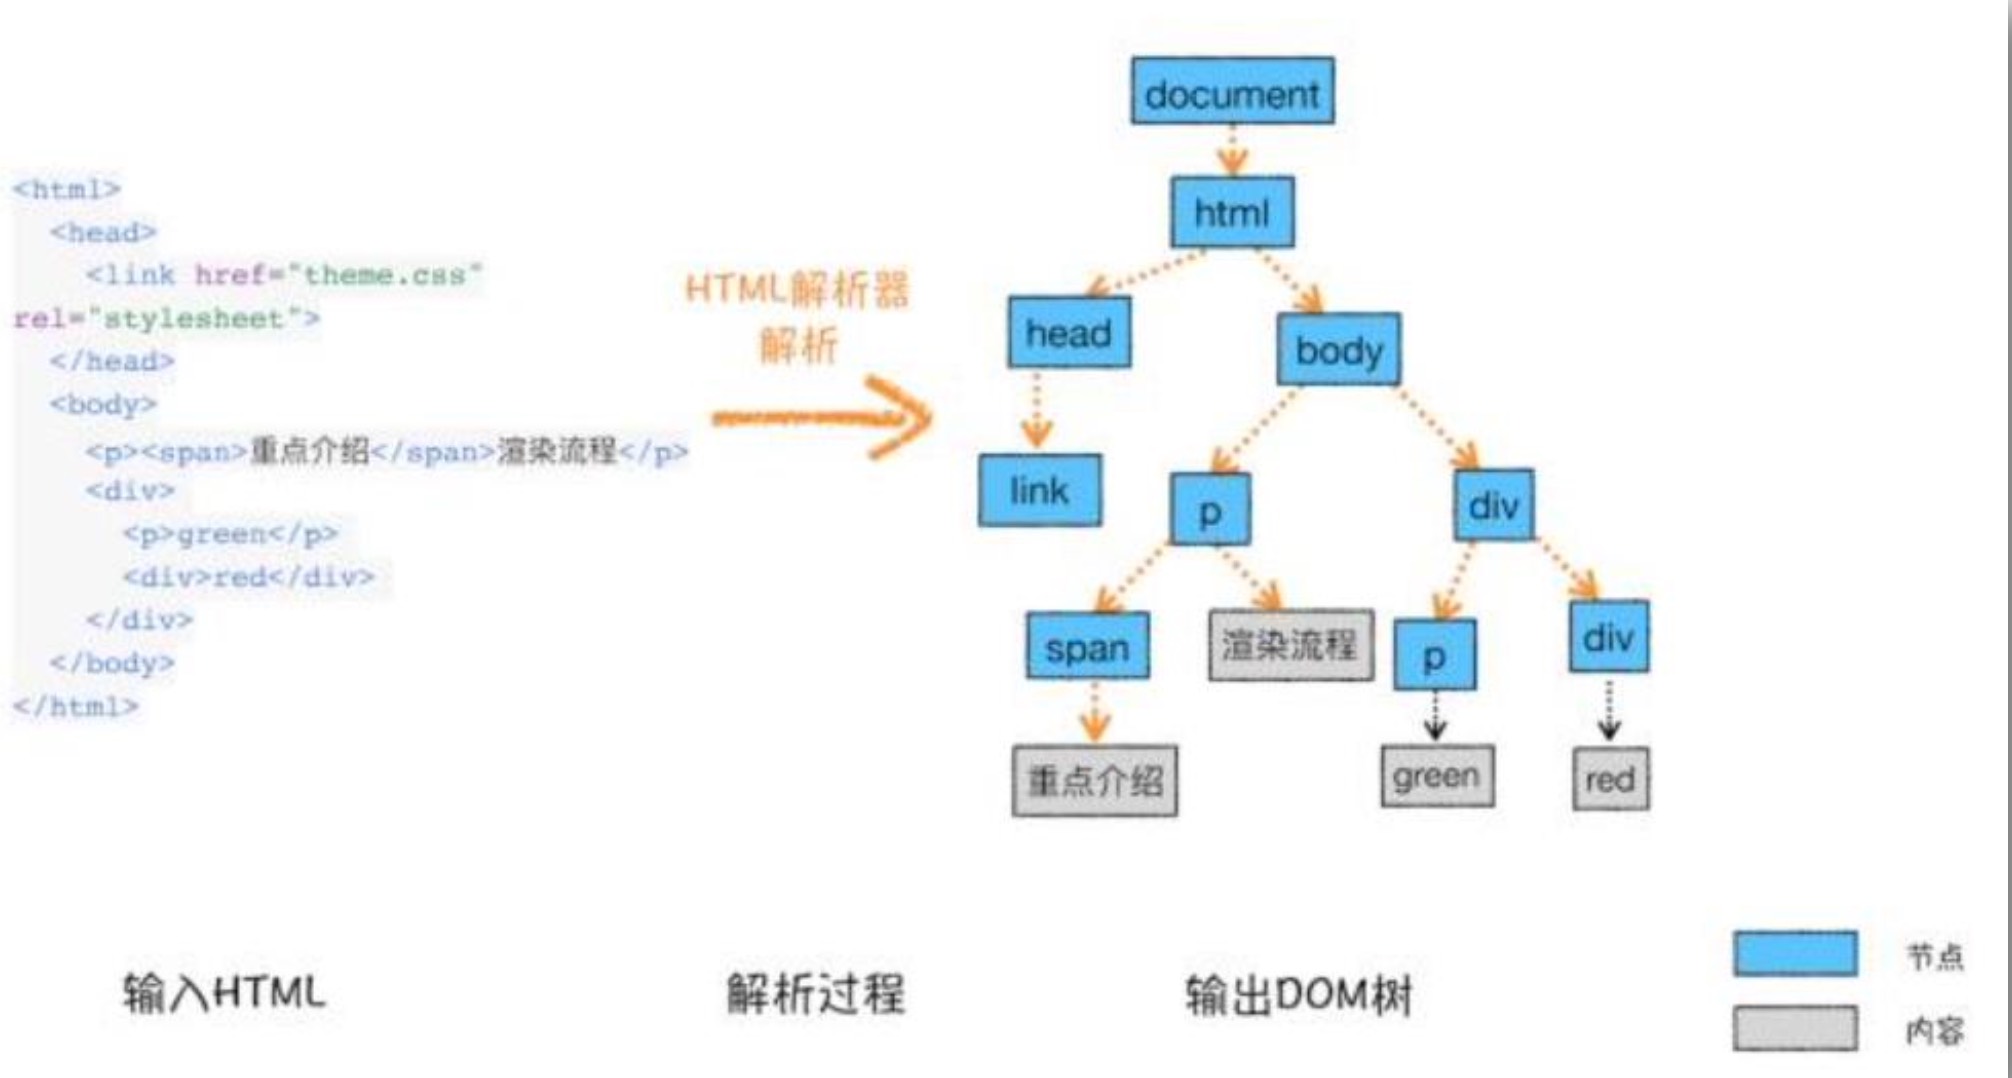 <html>
<head>
<link href="theme.css"
rel="stylesheet">
</head>
<body>
<p><span>重点介绍</span>渲染流程</p>
<div>
<p>green</p>
<div>red</div>
</div>
</body>
</html>
HTML解析器
解析
document
html
head
body
link
p
div
span
渲染流程
p
div
重点介绍
green
red
输入HTML
解析过程
输出DOM树
节点
内容